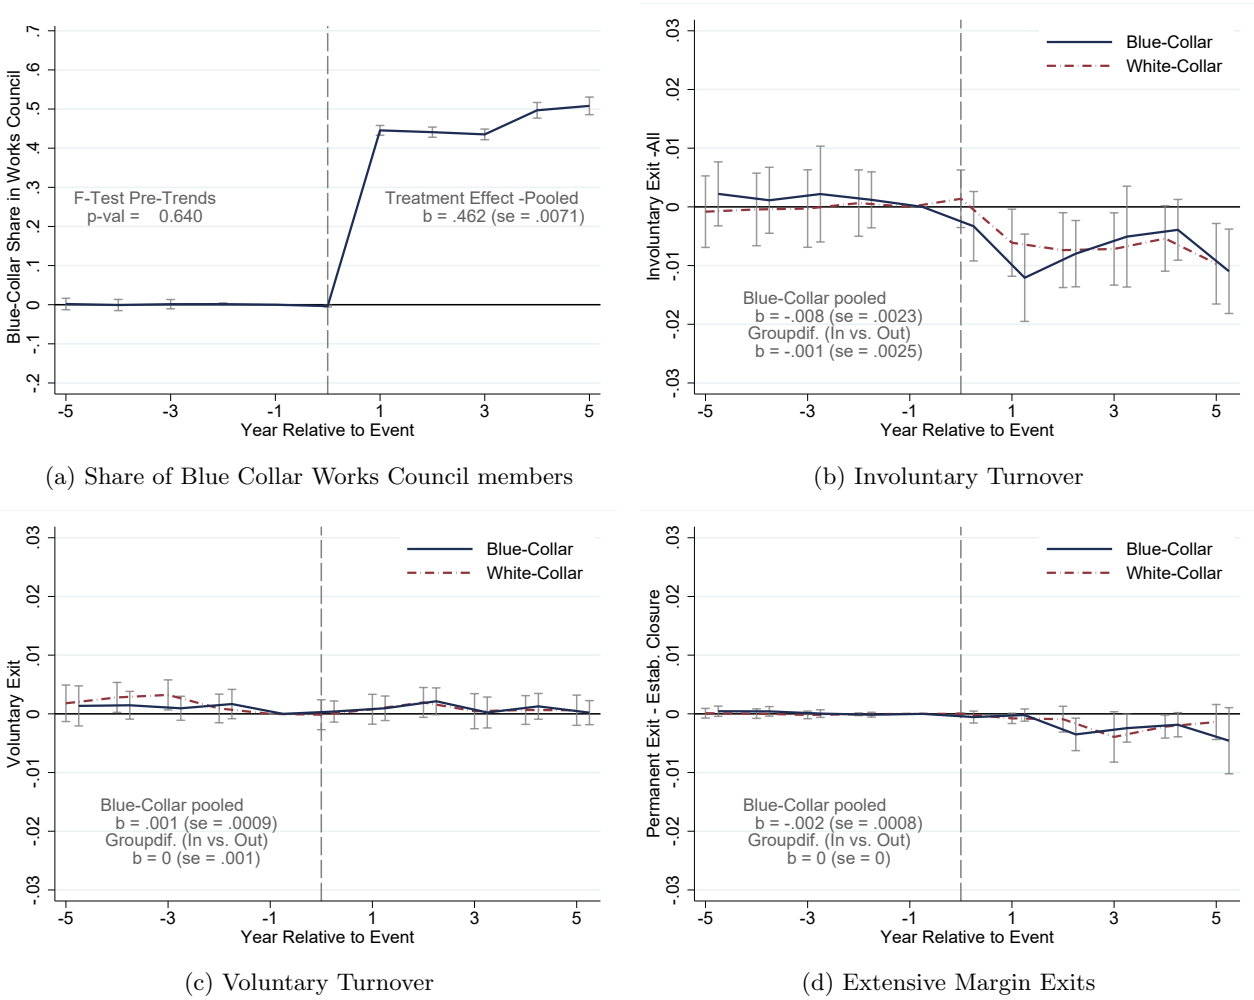 Blue-Collar Share in Works Council
.7
.6
.5
.4
.3
.2
.1
0
-.1
-.2
F-Test Pre-Trends
p-val = 0.640
Treatment Effect -Pooled
b = .462 (se = .0071)
-5 -3 -1 1 3 5
Year Relative to Event
(a) Share of Blue Collar Works Council members
Involuntary Exit -All
.03
.02
.01
0
-.01
-.02
-.03
Blue-Collar
White-Collar
Blue-Collar pooled
b = -.008 (se = .0023)
Groupdif. (In vs. Out)
b = -.001 (se = .0025)
-5 -3 -1 1 3 5
Year Relative to Event
(b) Involuntary Turnover
Voluntary Exit
.03
.02
.01
0
-.01
-.02
-.03
Blue-Collar
White-Collar
Blue-Collar pooled
b = .001 (se = .0009)
Groupdif. (In vs. Out)
b = 0 (se = .001)
-5 -3 -1 1 3 5
Year Relative to Event
(c) Voluntary Turnover
Permanent Exit - Estab. Closure
.03
.02
.01
0
-.01
-.02
-.03
Blue-Collar
White-Collar
Blue-Collar pooled
b = -.002 (se = .0008)
Groupdif. (In vs. Out)
b = 0 (se = 0)
-5 -3 -1 1 3 5
Year Relative to Event
(d) Extensive Margin Exits